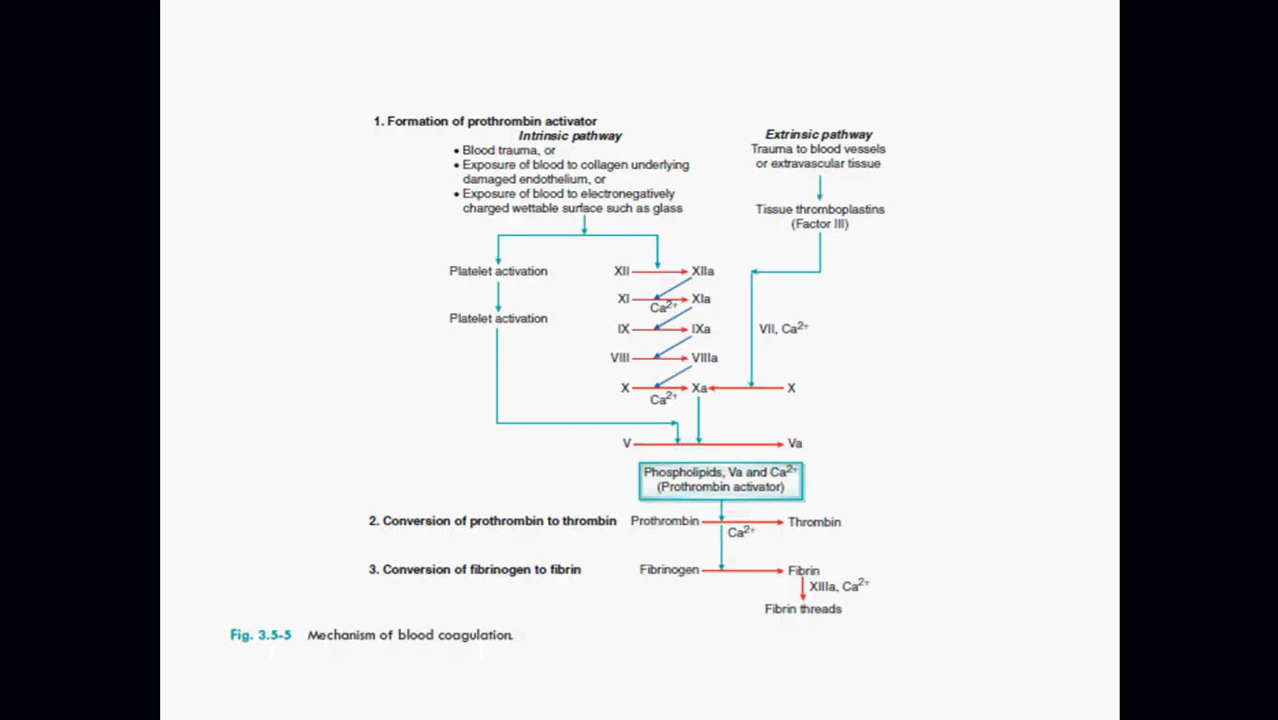 1. Formation of prothrombin activator
Intrinsic pathway
• Blood trauma, or
• Exposure of blood to collagen underlying
damaged endothelium, or
• Exposure of blood to electronegatively
charged wettable surface such as glass
Extrinsic pathway
Trauma to blood vessels
or extravascular tissue
Tissue thromboplastins
(Factor III)
Platelet activation
Platelet activation
XII XIIa
XI XIa
Ca2+
IX IXa
VII, Ca2+
VIII VIIIa
X Xa X
Ca2+
V Va
Phospholipids, Va and Ca2+
(Prothrombin activator)
2. Conversion of prothrombin to thrombin Prothrombin Thrombin
Ca2+
3. Conversion of fibrinogen to fibrin Fibrinogen Fibrin
XIIIa, Ca2+
Fibrin threads
Fig. 3.5-5 Mechanism of blood coagulation.